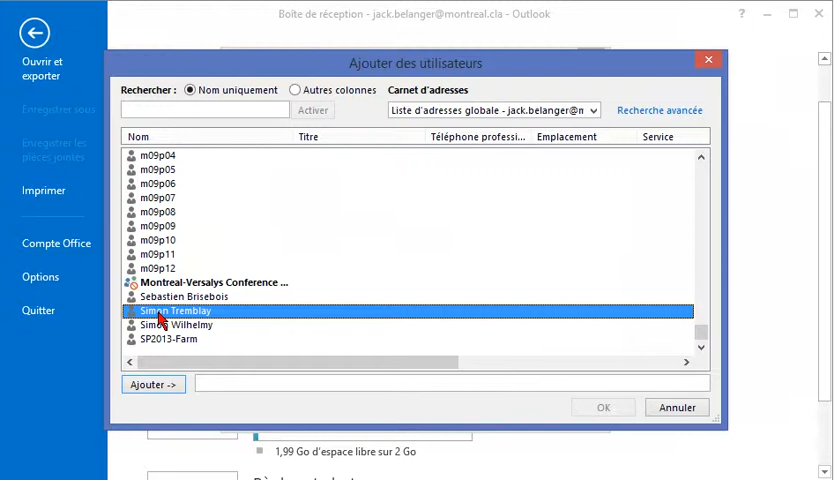 Boîte de réception - jack.belanger@montreal.cla - Outlook
?
Ouvrir et
exporter
Enregistrer sous
Enregistrer les
pièces jointes
Imprimer
Compte Office
Options
Quitter
Ajouter des utilisateurs
Rechercher : Nom uniquement Autres colonnes Carnet d'adresses
Activer Liste d'adresses globale - jack.belanger@n Recherche avancée
Nom Titre Téléphone professi... Emplacement Service
m09p04
m09p05
m09p06
m09p07
m09p08
m09p09
m09p10
m09p11
m09p12
Montreal-Versalys Conference ...
Sebastien Brisebois
Simon Tremblay
Simon Wilhelmy
SP2013-Farm
Ajouter ->
OK Annuler
1,99 Go d'espace libre sur 2 Go